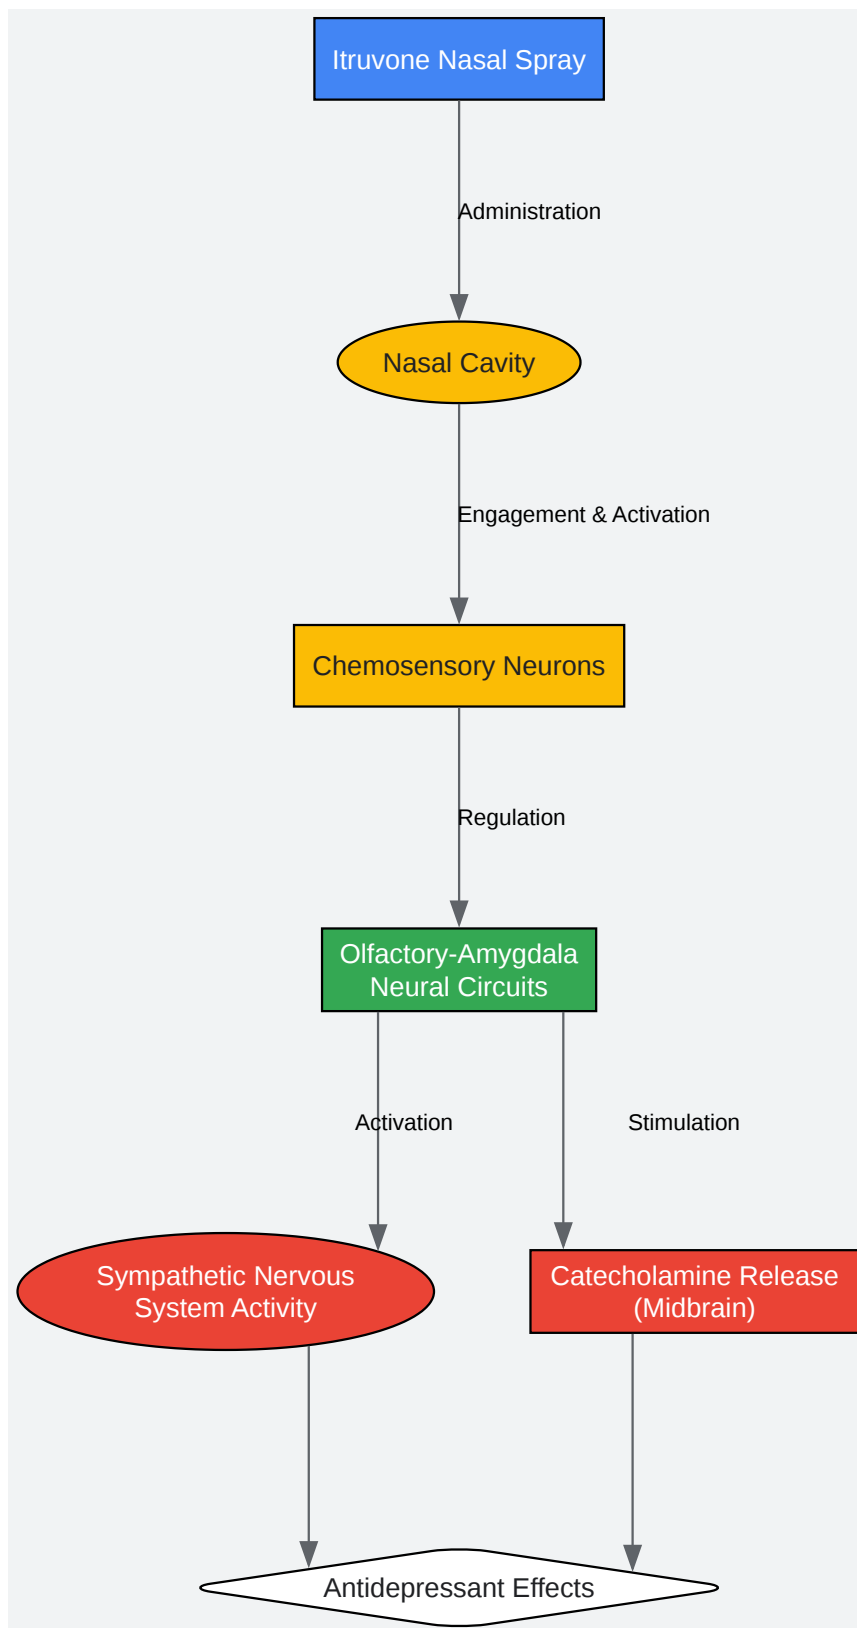 Itruvone Nasal Spray
Administration
Nasal Cavity
Engagement & Activation
Chemosensory Neurons
Regulation
Olfactory-Amygdala
Neural Circuits
Activation
Stimulation
Sympathetic Nervous
System Activity
Catecholamine Release
(Midbrain)
Antidepressant Effects